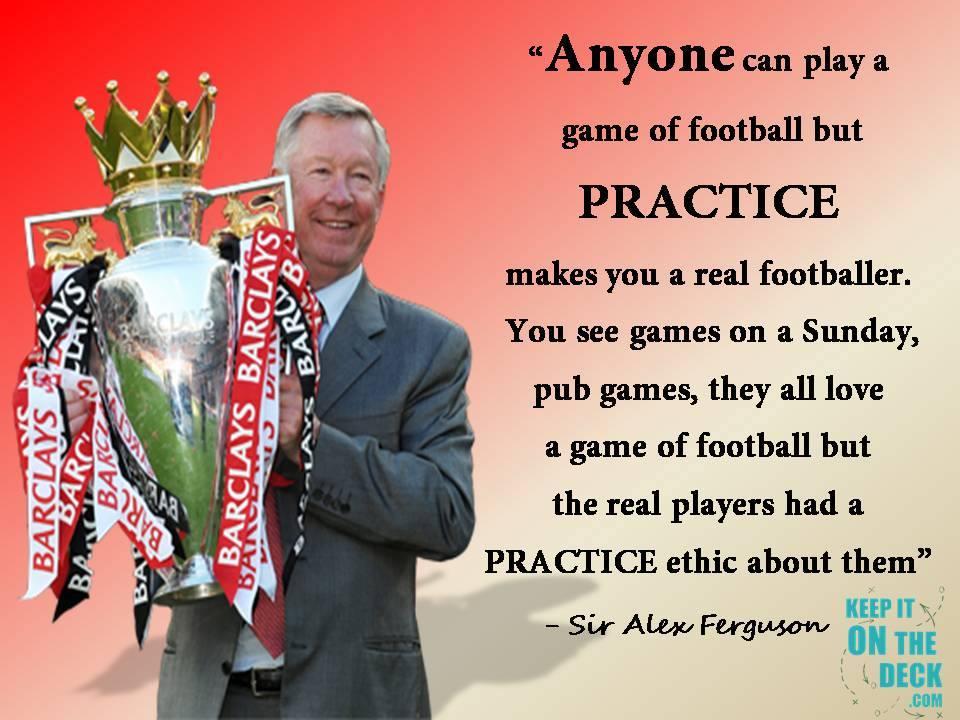 “Anyone can play a
game of football but
PRACTICE
makes you a real footballer.
You see games on a Sunday,
pub games, they all love
a game of football but
the real players had a
PRACTICE ethic about them”
- Sir Alex Ferguson
KEEP IT
ON THE
DECK
.COM
BARCLAYS
BARCLAYS
BARCLAYS
BARCLAYS